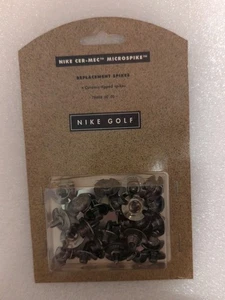 NIKE CER-MEC™ MICROSPIKE™
REPLACEMENT SPIKES
NIKE GOLF